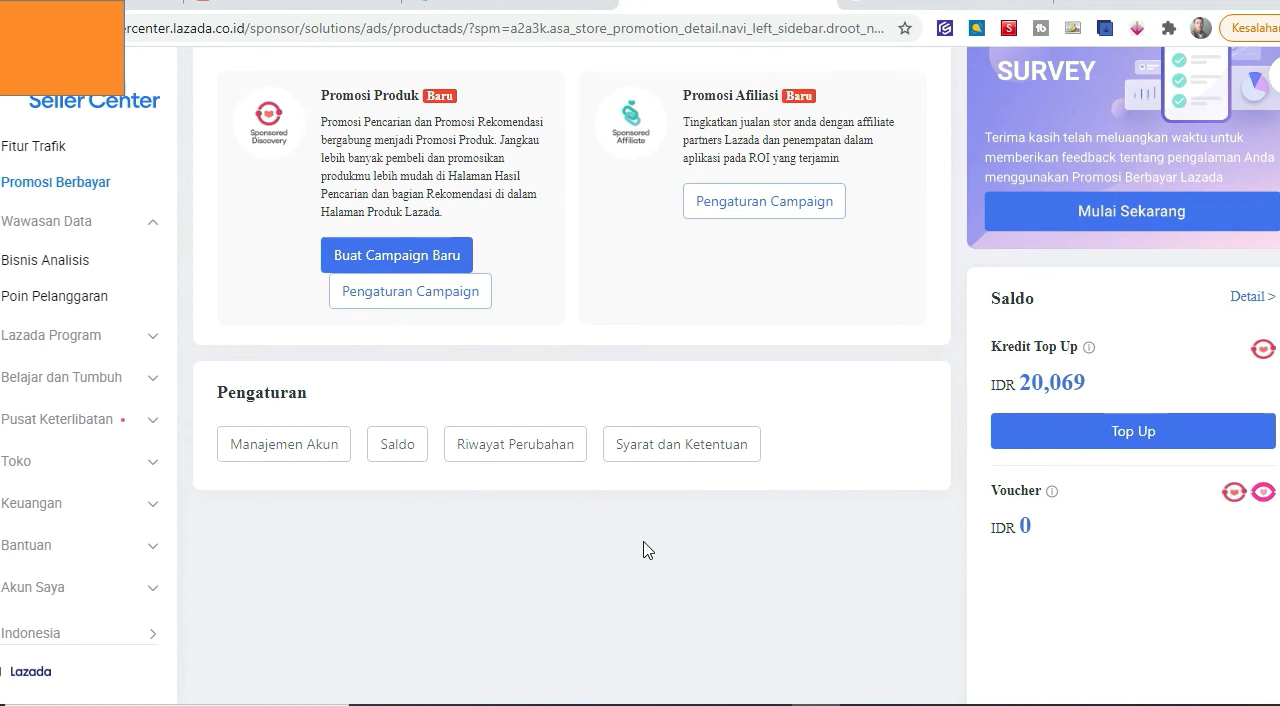 ercenter.lazada.co.id/sponsor/solutions/ads/productads/?spm=a2a3k.asa_store_promotion_detail.navi_left_sidebar.droot_n...
Kesalahan
Seller Center
Fitur Trafik
Promosi Berbayar
Wawasan Data
Bisnis Analisis
Poin Pelanggaran
Lazada Program
Belajar dan Tumbuh
Pusat Keterlibatan
Toko
Keuangan
Bantuan
Akun Saya
Indonesia
Lazada
Sponsored
Discovery
Promosi Produk Baru
Promosi Pencarian dan Promosi Rekomendasi
bergabung menjadi Promosi Produk. Jangkau
lebih banyak pembeli dan promosikan
produkmu lebih mudah di Halaman Hasil
Pencarian dan bagian Rekomendasi di dalam
Halaman Produk Lazada.
Buat Campaign Baru
Pengaturan Campaign
Sponsored
Affiliate
Promosi Afiliasi Baru
Tingkatkan jualan stor anda dengan affiliate
partners Lazada dan penempatan dalam
aplikasi pada ROI yang terjamin
Pengaturan Campaign
Pengaturan
Manajemen Akun
Saldo
Riwayat Perubahan
Syarat dan Ketentuan
SURVEY
Terima kasih telah meluangkan waktu untuk
memberikan feedback tentang pengalaman Anda
menggunakan Promosi Berbayar Lazada
Mulai Sekarang
Saldo
Detail >
Kredit Top Up
IDR 20,069
Top Up
Voucher
IDR 0